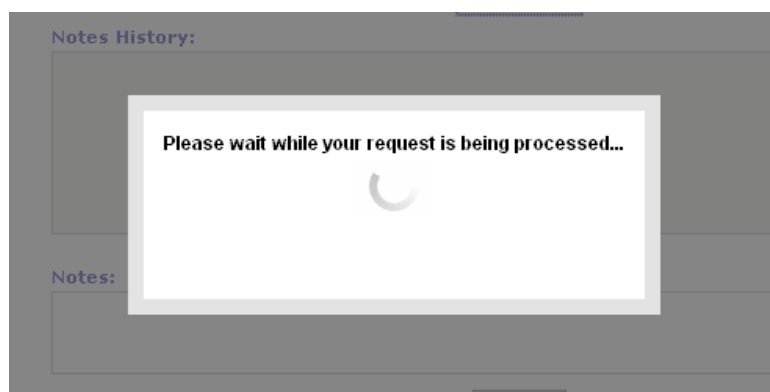 Notes History:
Please wait while your request is being processed...
Notes: